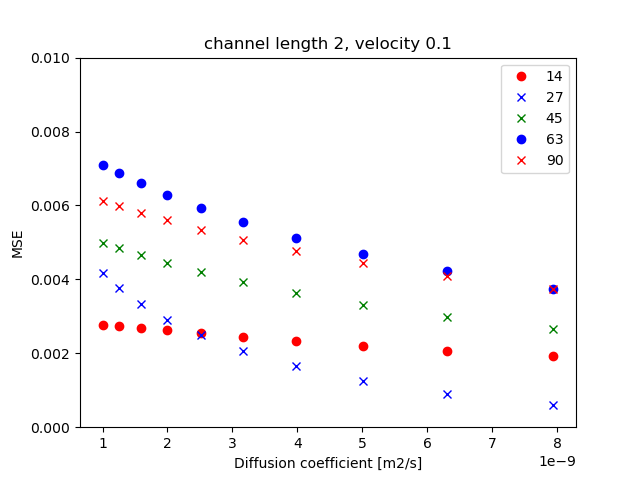 channel length 2, velocity 0.1
0.010
0.008
0.006
0.004
0.002
0.000
MSE
14
27
45
63
90
1 2 3 4 5 6 7 8
1e−9
Diffusion coefficient [m2/s]